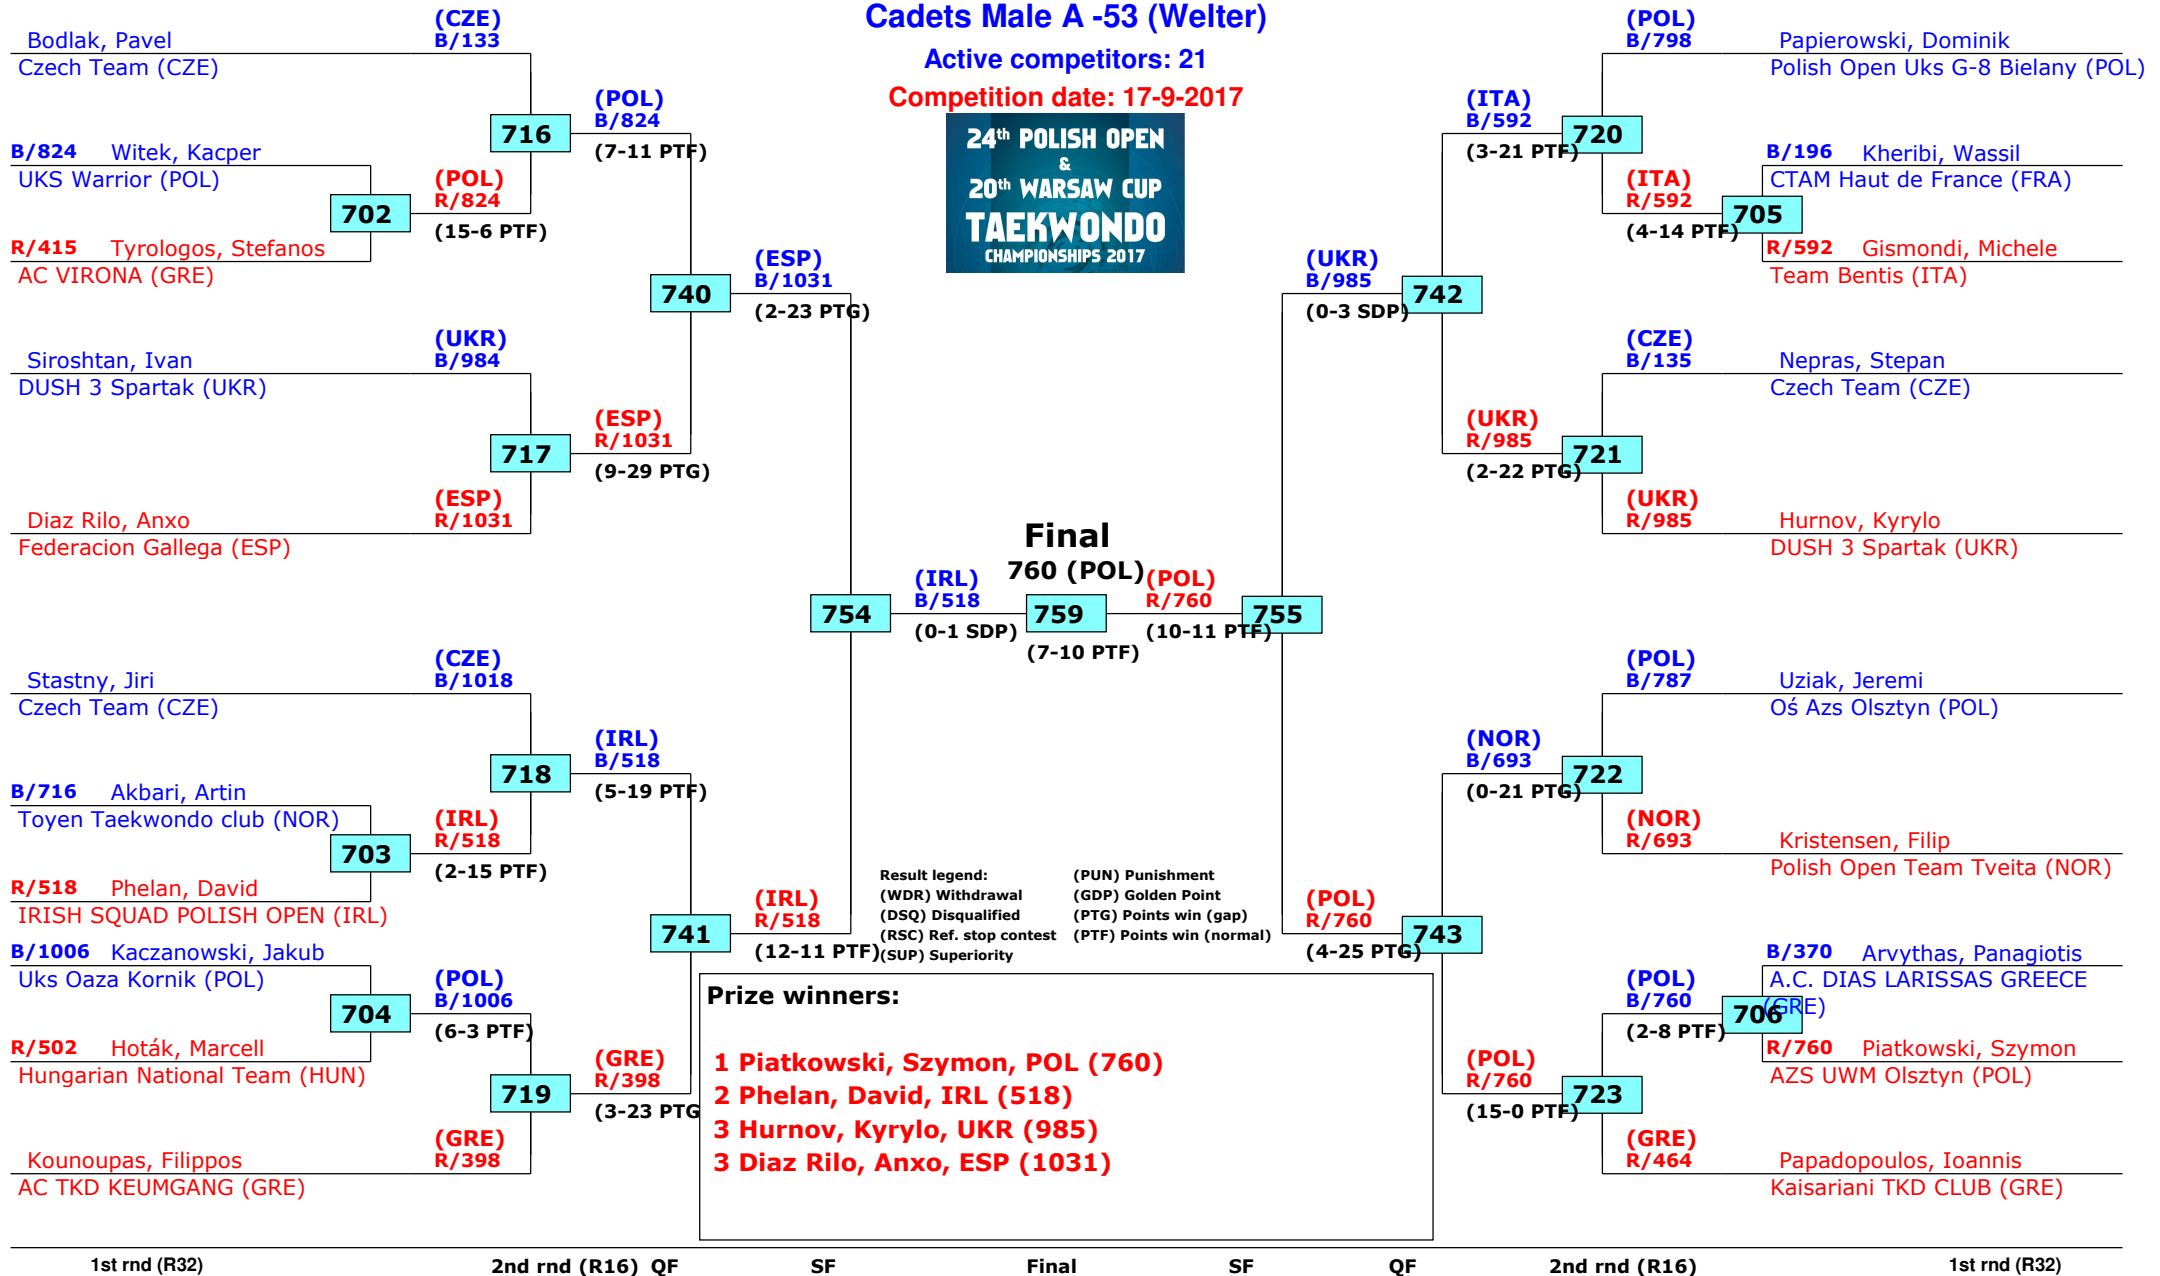 Cadets Male A -53 (Welter)
Active competitors: 21
Competition date: 17-9-2017
24th POLISH OPEN
&
20th WARSAW CUP
TAEKWONDO
CHAMPIONSHIPS 2017
Bodlak, Pavel
Czech Team (CZE)
(CZE)
B/133
B/824 Witek, Kacper
UKS Warrior (POL)
R/415 Tyrologos, Stefanos
AC VIRONA (GRE)
702
(POL)
R/824
(15-6 PTF)
716
(POL)
B/824
(7-11 PTF)
Siroshtan, Ivan
DUSH 3 Spartak (UKR)
(UKR)
B/984
Diaz Rilo, Anxo
Federacion Gallega (ESP)
(ESP)
R/1031
717
(ESP)
R/1031
(9-29 PTG)
740
(ESP)
B/1031
(2-23 PTG)
Stastny, Jiri
Czech Team (CZE)
(CZE)
B/1018
B/716 Akbari, Artin
Toyen Taekwondo club (NOR)
R/518 Phelan, David
IRISH SQUAD POLISH OPEN (IRL)
703
(IRL)
R/518
(2-15 PTF)
718
(IRL)
B/518
(5-19 PTF)
B/1006 Kaczanowski, Jakub
Uks Oaza Kornik (POL)
R/502 Hoták, Marcell
Hungarian National Team (HUN)
704
(POL)
B/1006
(6-3 PTF)
Kounoupas, Filippos
AC TKD KEUMGANG (GRE)
(GRE)
R/398
719
(GRE)
R/398
(3-23 PTG
741
(IRL)
R/518
(12-11 PTF)
754
(IRL)
B/518
(0-1 SDP)
Final
760 (POL)
759
(7-10 PTF)
(POL)
R/760
(10-11 PTF)
755
(UKR)
B/985
(0-3 SDP)
742
(ITA)
B/592
(3-21 PTF)
720
(POL)
B/798
Papierowski, Dominik
Polish Open Uks G-8 Bielany (POL)
(ITA)
R/592
(4-14 PTF)
705
B/196 Kheribi, Wassil
CTAM Haut de France (FRA)
R/592 Gismondi, Michele
Team Bentis (ITA)
(UKR)
R/985
(2-22 PTG)
721
(CZE)
B/135
Nepras, Stepan
Czech Team (CZE)
(UKR)
R/985
Hurnov, Kyrylo
DUSH 3 Spartak (UKR)
(POL)
R/760
(4-25 PTG)
743
(NOR)
B/693
(0-21 PTG)
722
(POL)
B/787
Uziak, Jeremi
Oś Azs Olsztyn (POL)
(NOR)
R/693
Kristensen, Filip
Polish Open Team Tveita (NOR)
(POL)
R/760
(15-0 PTF)
723
(POL)
B/760
(2-8 PTF)
706
B/370 Arvythas, Panagiotis
A.C. DIAS LARISSAS GREECE
(GRE)
R/760 Piatkowski, Szymon
AZS UWM Olsztyn (POL)
(GRE)
R/464
Papadopoulos, Ioannis
Kaisariani TKD CLUB (GRE)
Result legend: (PUN) Punishment
(WDR) Withdrawal (GDP) Golden Point
(DSQ) Disqualified (PTG) Points win (gap)
(RSC) Ref. stop contest (PTF) Points win (normal)
(SUP) Superiority
Prize winners:
1 Piatkowski, Szymon, POL (760)
2 Phelan, David, IRL (518)
3 Hurnov, Kyrylo, UKR (985)
3 Diaz Rilo, Anxo, ESP (1031)
1st rnd (R32) 2nd rnd (R16) QF SF Final SF QF 2nd rnd (R16) 1st rnd (R32)